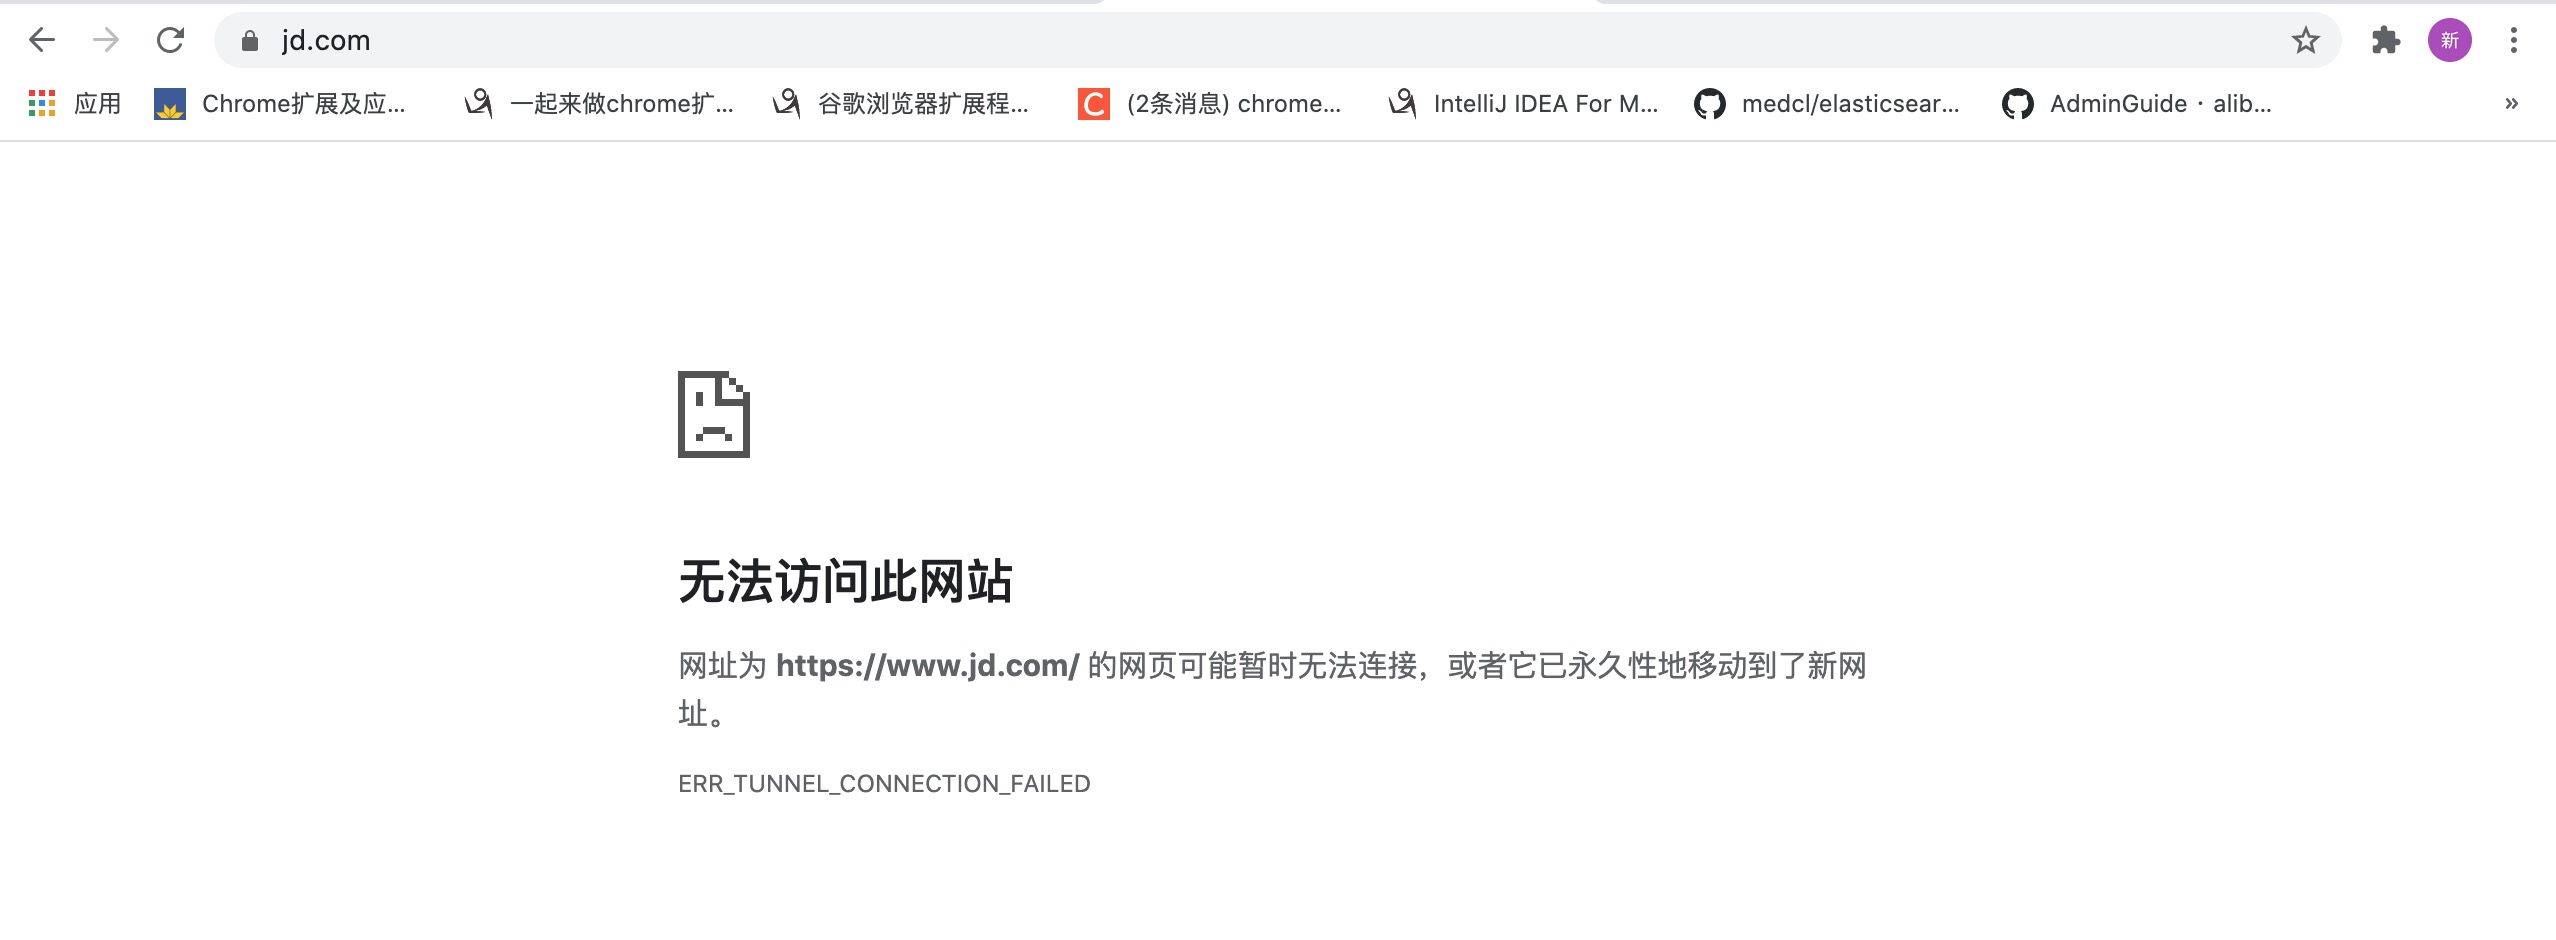 jd.com
新
应用
Chrome扩展及应...
一起来做chrome扩...
谷歌浏览器扩展程...
(2条消息) chrome...
IntelliJ IDEA For M...
medcl/elasticsear...
AdminGuide · alib...
»
无法访问此网站
网址为 https://www.jd.com/ 的网页可能暂时无法连接，或者它已永久性地移动到了新网
址。
ERR_TUNNEL_CONNECTION_FAILED